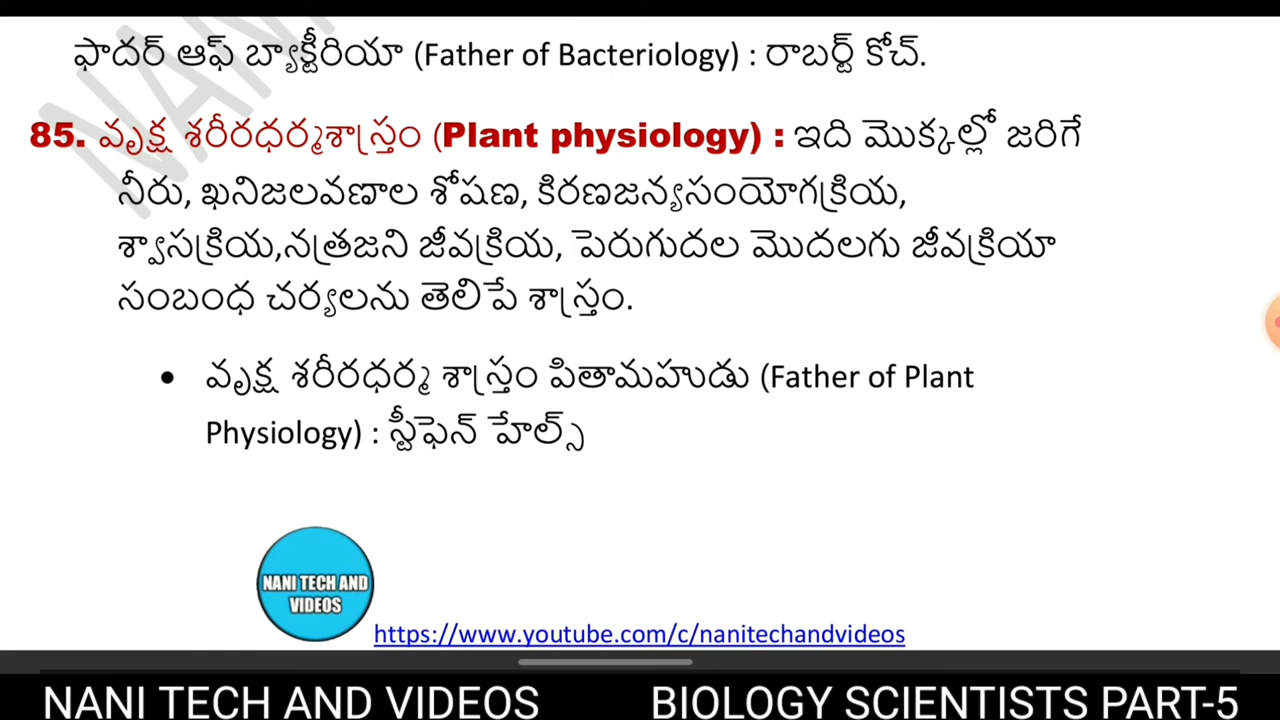 ఫాదర్ ఆఫ్ బ్యాక్టీరియా (Father of Bacteriology) : రాబర్ట్ కోచ్.
85. వృక్ష శరీరధర్మశాస్త్రం (Plant physiology) : ఇది మొక్కల్లో జరిగే
నీరు, ఖనిజలవణాల శోషణ, కిరణజన్యసంయోగక్రియ,
శ్వాసక్రియ,నత్రజని జీవక్రియ, పెరుగుదల మొదలగు జీవక్రియా
సంబంధ చర్యలను తెలిపే శాస్త్రం.
• వృక్ష శరీరధర్మ శాస్త్రం పితామహుడు (Father of Plant
Physiology) : స్టీఫెన్ హేల్స్
NANI TECH AND
VIDEOS
https://www.youtube.com/c/nanitechandvideos
NANI TECH AND VIDEOS BIOLOGY SCIENTISTS PART-5